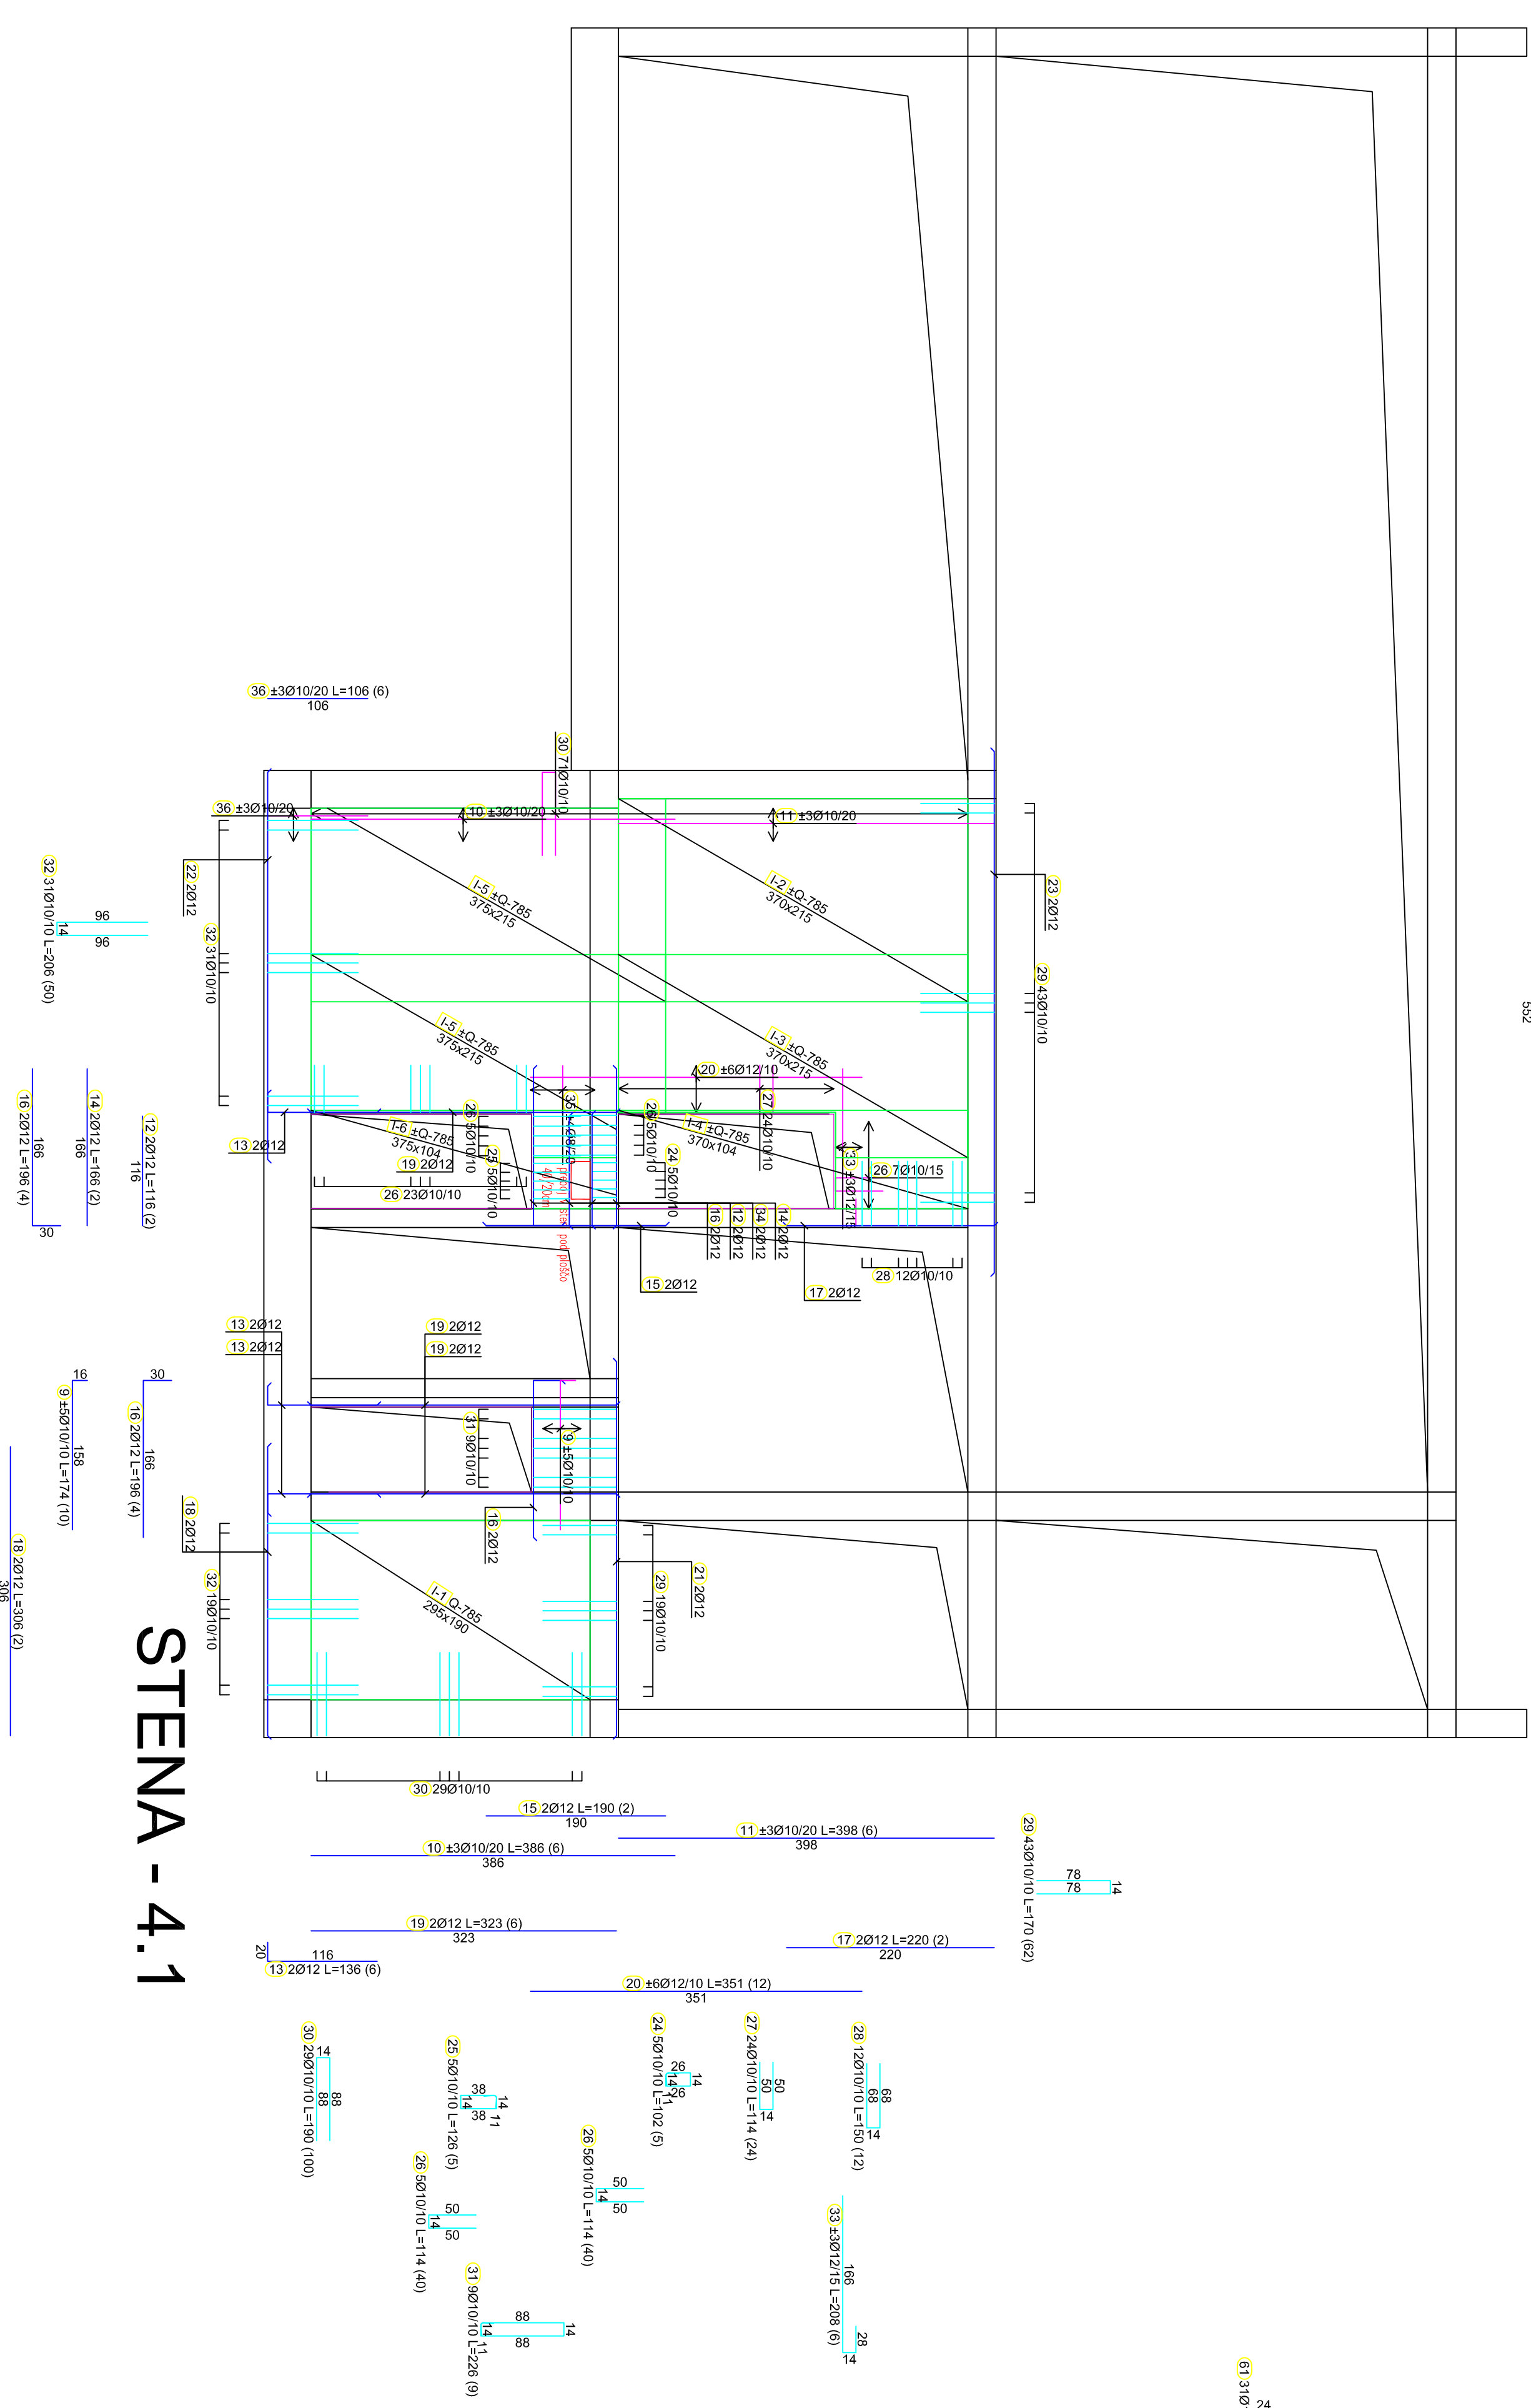 552
36 ±3Ø10/20 L=106 (6)
106
30 71Ø10/10
36 ±3Ø10/20
10 ±3Ø10/20
11 ±3Ø10/20
22 2Ø12
32 31Ø10/10 L=206 (50)
96
14
96
32 31Ø10/10
I-5 ±Q-785
375x215
I-2 ±Q-785
370x215
23 2Ø12
29 43Ø10/10
I-5 ±Q-785
375x215
I-3 ±Q-785
370x215
20 ±6Ø12/10
27 24Ø10/10
16 2Ø12 L=196 (4)
166
30
14 2Ø12 L=166 (2)
166
12 2Ø12 L=116 (2)
116
13 2Ø12
I-6 ±Q-785
375x104
19 2Ø12
26 23Ø10/10
26 5Ø10/10
25 5Ø10/10
35 ±4Ø8/20
26 5Ø10/10
24 5Ø10/10
I-4 ±Q-785
370x104
33 ±3Ø12/15
26 7Ø10/15
preboj v steni pod ploščo
40/20cm
16 2Ø12
12 2Ø12
34 2Ø12
14 2Ø12
15 2Ø12
17 2Ø12
28 12Ø10/10
13 2Ø12
13 2Ø12
19 2Ø12
19 2Ø12
16
9 ±5Ø10/10 L=174 (10)
158
30
16 2Ø12 L=196 (4)
166
31 9Ø10/10
9 ±5Ø10/10
18 2Ø12
16 2Ø12
18 2Ø12 L=306 (2)
306
32 19Ø10/10
I-1 Q-785
295x190
29 19Ø10/10
21 2Ø12
STENA - 4.1
30 29Ø10/10
15 2Ø12 L=190 (2)
190
11 ±3Ø10/20 L=398 (6)
398
10 ±3Ø10/20 L=386 (6)
386
29 43Ø10/10 L=170 (62)
78
78
14
19 2Ø12 L=323 (6)
323
17 2Ø12 L=220 (2)
220
20
116
13 2Ø12 L=136 (6)
20 ±6Ø12/10 L=351 (12)
351
30 29Ø10/10 L=190 (100)
14
88
88
25 5Ø10/10 L=126 (5)
38
14
14
38
11
24 5Ø10/10 L=102 (5)
26
14
14
26
11
27 24Ø10/10 L=114 (24)
50
50
14
28 12Ø10/10 L=150 (12)
68
68
14
26 5Ø10/10 L=114 (40)
50
14
50
26 5Ø10/10 L=114 (40)
50
14
50
33 ±3Ø12/15 L=208 (6)
166
28
14
31 9Ø10/10 L=226 (9)
88
14
14
88
11
61 31Ø
24